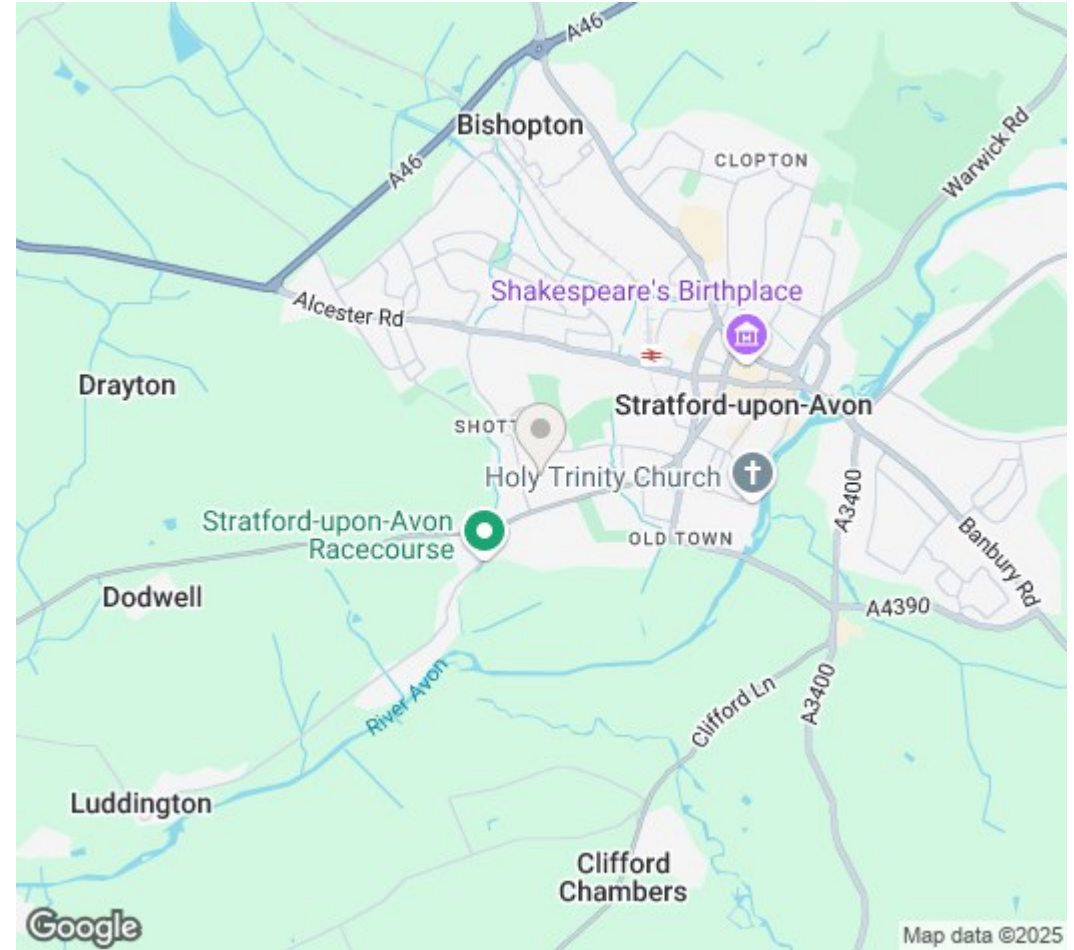 A46
Bishopton
A46
CLOPTON
Warwick Rd
Shakespeare's Birthplace
Alcester Rd
Drayton
Stratford-upon-Avon
SHOTT
Holy Trinity Church
A3400
Stratford-upon-Avon
Racecourse
OLD TOWN
Banbury Rd
Dodwell
A4390
River Avon
Clifford Ln
A3400
Luddington
Clifford
Chambers
Google
Map data ©2025